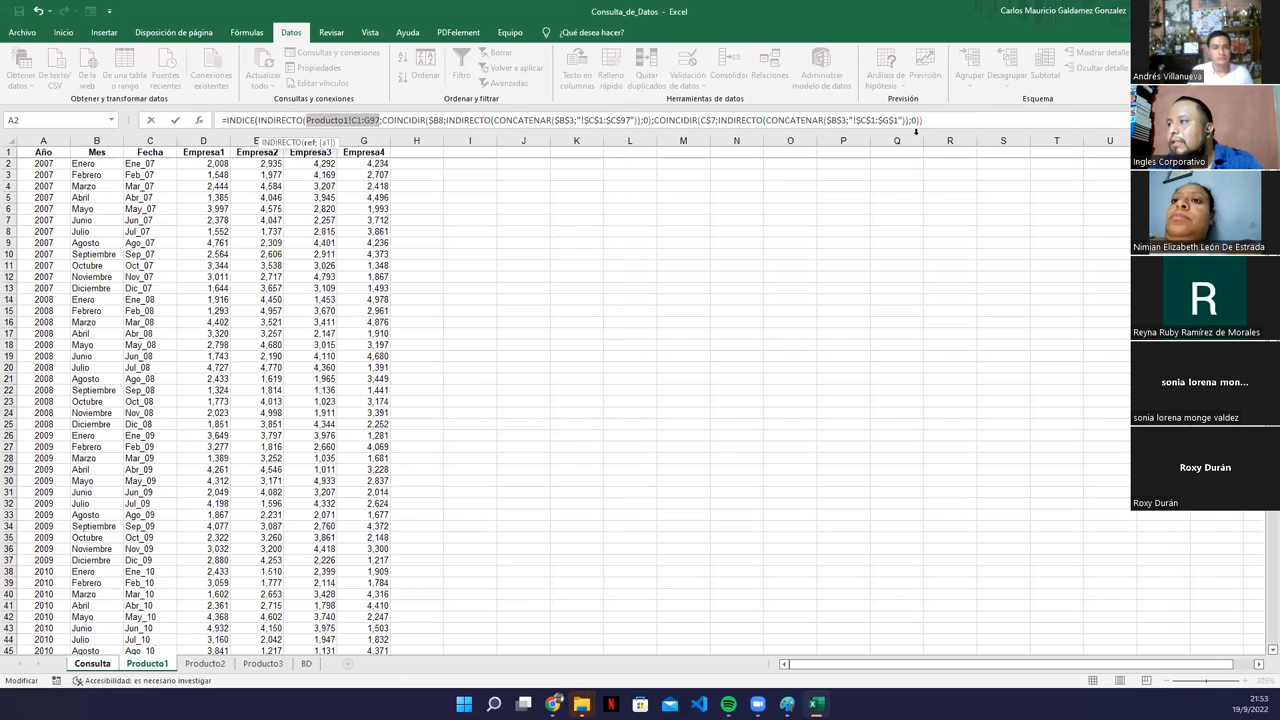 Consulta_de_Datos - Excel
Carlos Mauricio Galdamez Gonzalez
Archivo Inicio Insertar Disposición de página Fórmulas Datos Revisar Vista Ayuda PDFelement Equipo ¿Qué desea hacer?
Obtener datos De texto/ CSV De la web De una tabla o rango Fuentes recientes Conexiones existentes
Actualizar todo Consultas y conexiones Propiedades Editar vínculos
Ordenar Filtro Borrar Volver a aplicar Avanzadas
Texto en columnas Relleno rápido Quitar duplicados Validación de datos Consolidar Relaciones Administrar modelo de datos
Análisis de hipótesis Previsión Agrupar Desagrupar Subtotal Mostrar detalle Ocultar detalle
Obtener y transformar datos Consultas y conexiones Ordenar y filtrar Herramientas de datos Previsión Esquema
A2 =INDICE(INDIRECTO(Producto1!C1:G97;COINCIDIR($B8;INDIRECTO(CONCATENAR($B$3;"!$C$1:$C$97"));0);COINCIDIR(C$7;INDIRECTO(CONCATENAR($B$3;"!$C$1:$G$1"));0))
INDIRECTO(ref; [a1])
A B C D E F G H I J K L M N O P Q R S T U
1 Año Mes Fecha Empresa1 Empresa2 Empresa3 Empresa4
2 2007 Enero Ene_07 2,008 2,935 4,292 4,234
3 2007 Febrero Feb_07 1,548 1,977 4,169 2,707
4 2007 Marzo Mar_07 2,444 4,584 3,207 2,418
5 2007 Abril Abr_07 1,385 4,046 3,945 4,496
6 2007 Mayo May_07 3,997 4,575 2,820 1,993
7 2007 Junio Jun_07 2,378 4,047 2,257 3,712
8 2007 Julio Jul_07 1,552 1,737 2,815 3,861
9 2007 Agosto Ago_07 4,761 2,309 4,401 4,236
10 2007 Septiembre Sep_07 2,564 2,606 2,911 4,373
11 2007 Octubre Oct_07 3,344 3,538 3,026 1,348
12 2007 Noviembre Nov_07 3,011 2,717 4,793 1,867
13 2007 Diciembre Dic_07 1,644 3,657 3,109 1,493
14 2008 Enero Ene_08 1,916 4,450 1,453 4,978
15 2008 Febrero Feb_08 1,293 4,957 3,670 2,961
16 2008 Marzo Mar_08 4,402 3,521 3,411 4,876
17 2008 Abril Abr_08 3,320 3,257 2,147 1,910
18 2008 Mayo May_08 2,798 4,680 3,015 3,197
19 2008 Junio Jun_08 1,743 2,190 4,110 4,680
20 2008 Julio Jul_08 4,727 4,770 4,360 1,391
21 2008 Agosto Ago_08 2,433 1,619 1,965 3,449
22 2008 Septiembre Sep_08 1,324 1,814 1,136 1,441
23 2008 Octubre Oct_08 1,773 4,013 1,023 3,174
24 2008 Noviembre Nov_08 2,023 4,998 1,911 3,391
25 2008 Diciembre Dic_08 1,851 3,851 4,344 2,252
26 2009 Enero Ene_09 3,649 3,797 3,976 1,281
27 2009 Febrero Feb_09 3,277 1,816 2,660 4,069
28 2009 Marzo Mar_09 1,389 3,252 1,035 1,681
29 2009 Abril Abr_09 4,261 4,546 1,011 3,228
30 2009 Mayo May_09 4,312 3,171 4,933 2,837
31 2009 Junio Jun_09 2,049 4,082 3,207 2,014
32 2009 Julio Jul_09 4,198 1,596 4,332 2,624
33 2009 Agosto Ago_09 1,867 2,231 2,071 1,677
34 2009 Septiembre Sep_09 4,077 3,087 2,760 4,372
35 2009 Octubre Oct_09 2,322 3,260 3,861 2,148
36 2009 Noviembre Nov_09 3,032 3,200 4,418 3,300
37 2009 Diciembre Dic_09 2,880 4,253 2,226 1,217
38 2010 Enero Ene_10 2,433 1,510 2,399 1,909
39 2010 Febrero Feb_10 3,059 1,777 2,114 1,784
40 2010 Marzo Mar_10 1,602 2,653 3,428 4,316
41 2010 Abril Abr_10 2,361 2,715 1,798 4,410
42 2010 Mayo May_10 4,368 4,602 3,740 2,247
43 2010 Junio Jun_10 4,932 4,150 3,975 1,503
44 2010 Julio Jul_10 3,160 2,042 1,947 1,832
45 2010 Agosto Ago_10 3,841 1,217 1,131 4,371
Consulta Producto1 Producto2 Producto3 BD
Modificar Accesibilidad: es necesario investigar 205%
21:53
19/9/2022
Andrés Villanueva
Ingles Corporativo
Nimian Elizabeth León De Estrada
R
Reyna Ruby Ramírez de Morales
sonia lorena mon...
sonia lorena monge valdez
Roxy Durán
Roxy Durán